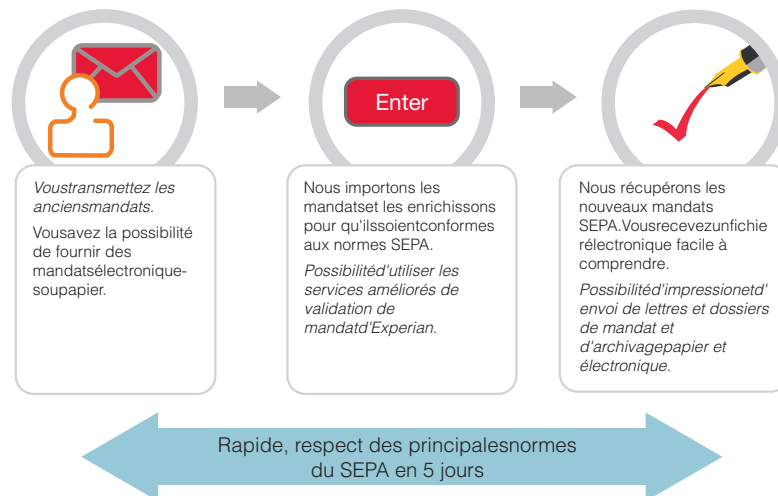 Enter
Voustransmettez les
anciensmandats.
Vousavez la possibilité
de fournir des
mandatsélectronique-
soupapier.
Nous importons les
mandatset les enrichissons
pour qu'ilssoientconformes
aux normes SEPA.
Possibilitéd'utiliser les
services améliorés de
validation de
mandatd'Experian.
Nous récupérons les
nouveaux mandats
SEPA.Vousrecevezunfichie
rélectronique facile à
comprendre.
Possibilitéd'impressionetd'
envoi de lettres et dossiers
de mandat et
d'archivagepapier et
électronique.
Rapide, respect des principalesnormes
du SEPA en 5 jours